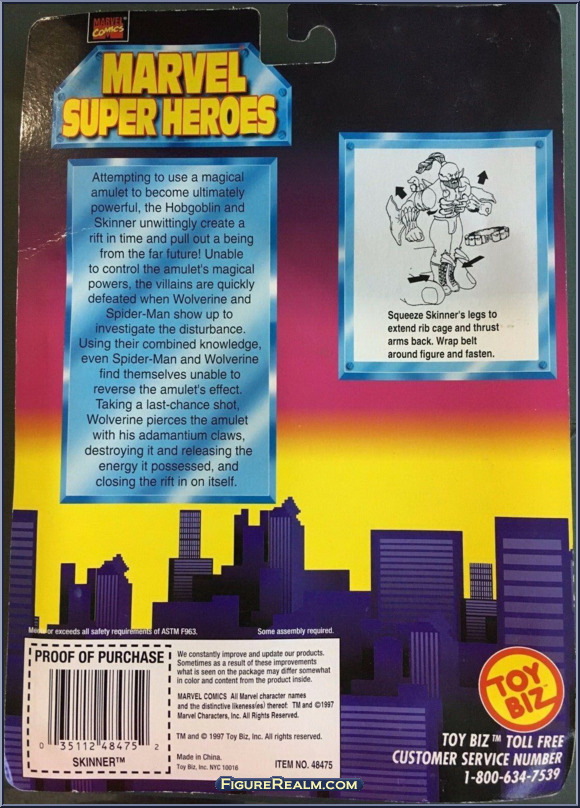 MARVEL
COMICS
MARVEL
SUPER HEROES
Attempting to use a magical
amulet to become ultimately
powerful, the Hobgoblin and
Skinner unwittingly create a
rift in time and pull out a being
from the far future! Unable
to control the amulet's magical
powers, the villains are quickly
defeated when Wolverine and
Spider-Man show up to
investigate the disturbance.
Using their combined knowledge,
even Spider-Man and Wolverine
find themselves unable to
reverse the amulet's effect.
Taking a last-chance shot,
Wolverine pierces the amulet
with his adamantium claws,
destroying it and releasing the
energy it possessed, and
closing the rift in on itself.
Squeeze Skinner's legs to
extend rib cage and thrust
arms back. Wrap belt
around figure and fasten.
Meets or exceeds all safety requirements of ASTM F963.
Some assembly required.
PROOF OF PURCHASE
0 35112 48475 2
SKINNER™
We constantly improve and update our products.
Sometimes as a result of these improvements
what is seen on the package may differ somewhat
in color and content from the product inside.
MARVEL COMICS All Marvel character names
and the distinctive likeness(es) thereof: TM and ©1997
Marvel Characters, Inc. All Rights Reserved.
TM and © 1997 Toy Biz, Inc. All rights reserved.
Made in China.
Toy Biz, Inc. NYC 10016
ITEM NO. 48475
TOY
BIZ
TOY BIZ™ TOLL FREE
CUSTOMER SERVICE NUMBER
1-800-634-7539
FIGUREREALM.COM